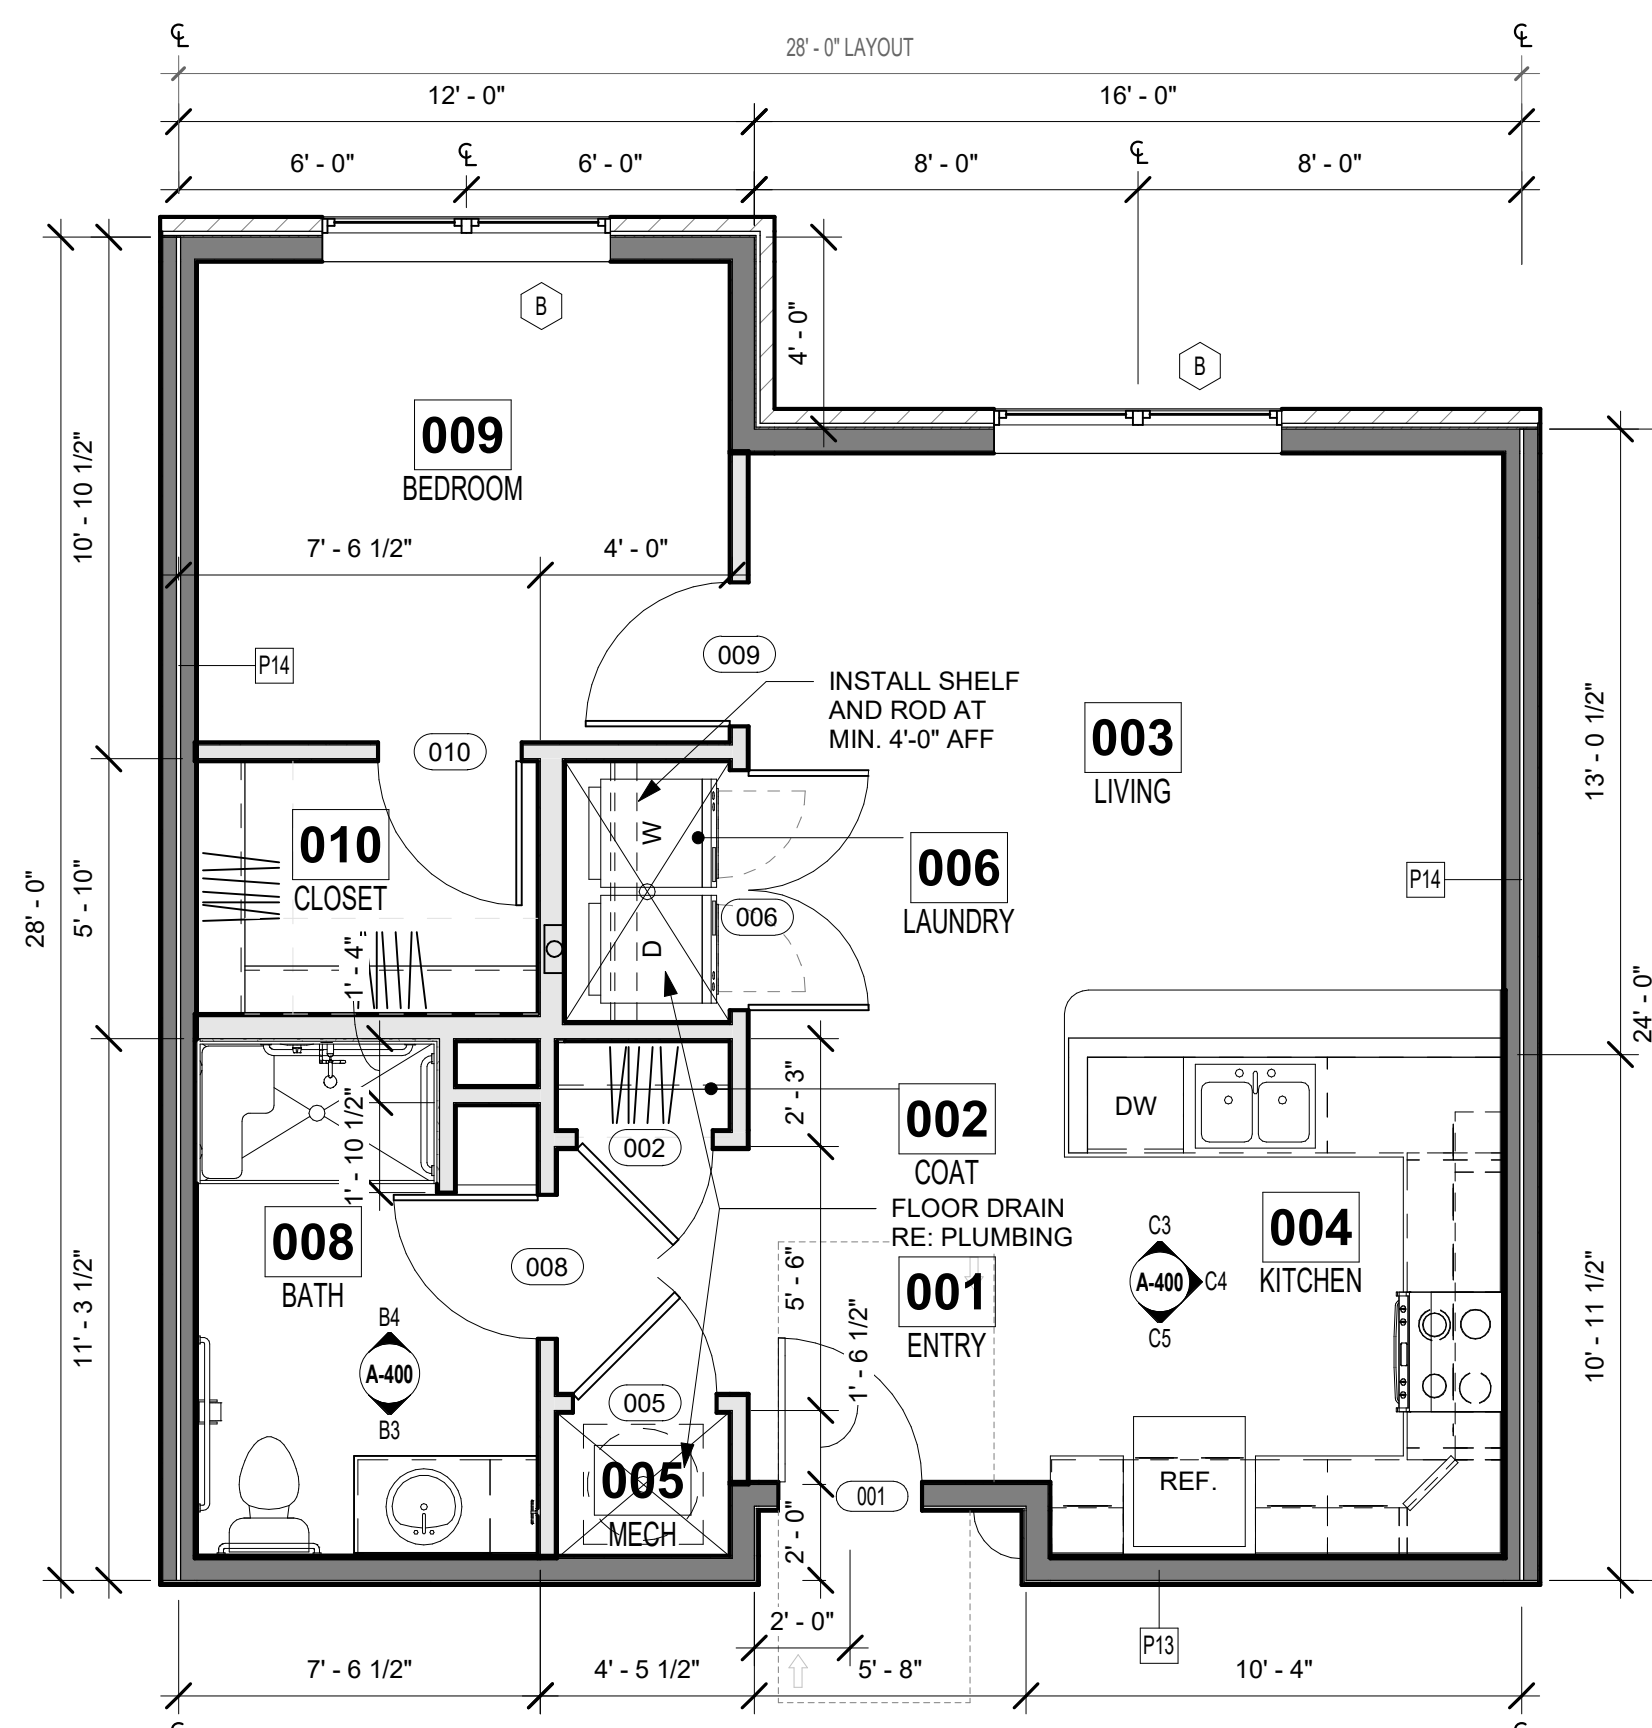 ℄
℄
28' - 0" LAYOUT
12' - 0"
16' - 0"
6' - 0"
℄
6' - 0"
8' - 0"
℄
8' - 0"
B
4' - 0"
B
009
BEDROOM
10' - 10 1/2"
7' - 6 1/2"
4' - 0"
P14
009
INSTALL SHELF
AND ROD AT
MIN. 4'-0" AFF
003
LIVING
13' - 0 1/2"
010
010
CLOSET
W
006
LAUNDRY
P14
28' - 0"
5' - 10"
006
D
1' - 4"
24' - 0"
2' - 3"
DW
002
COAT
002
1' - 10 1/2"
FLOOR DRAIN
RE: PLUMBING
008
BATH
008
5' - 6"
001
ENTRY
004
KITCHEN
C3
A-400
C4
C5
11' - 3 1/2"
B4
A-400
B3
1' - 6 1/2"
10' - 11 1/2"
005
005
MECH
REF.
001
2' - 0"
2' - 0"
P13
7' - 6 1/2"
4' - 5 1/2"
5' - 8"
10' - 4"